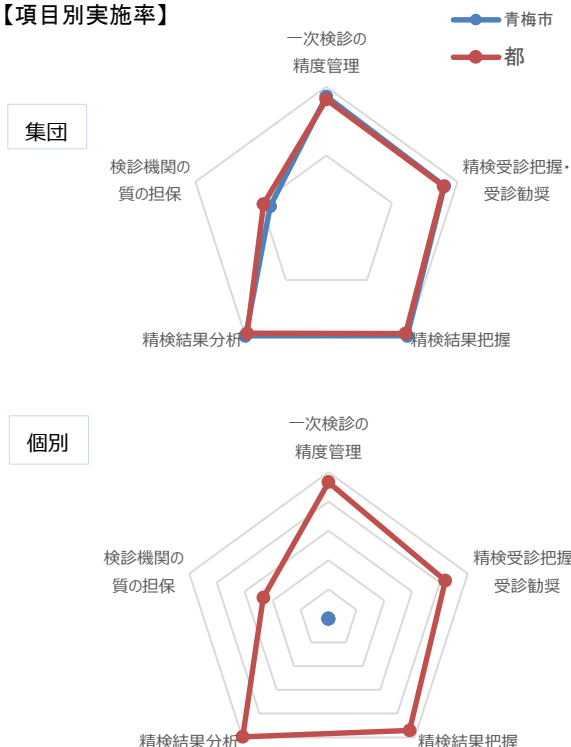 【項目別実施率】
青梅市
都
集団
一次検診の
精度管理
精検受診把握・
受診勧奨
精検結果把握
精検結果分析
検診機関の
質の担保
個別
一次検診の
精度管理
精検受診把握
受診勧奨
精検結果把握
精検結果分析
検診機関の
質の担保